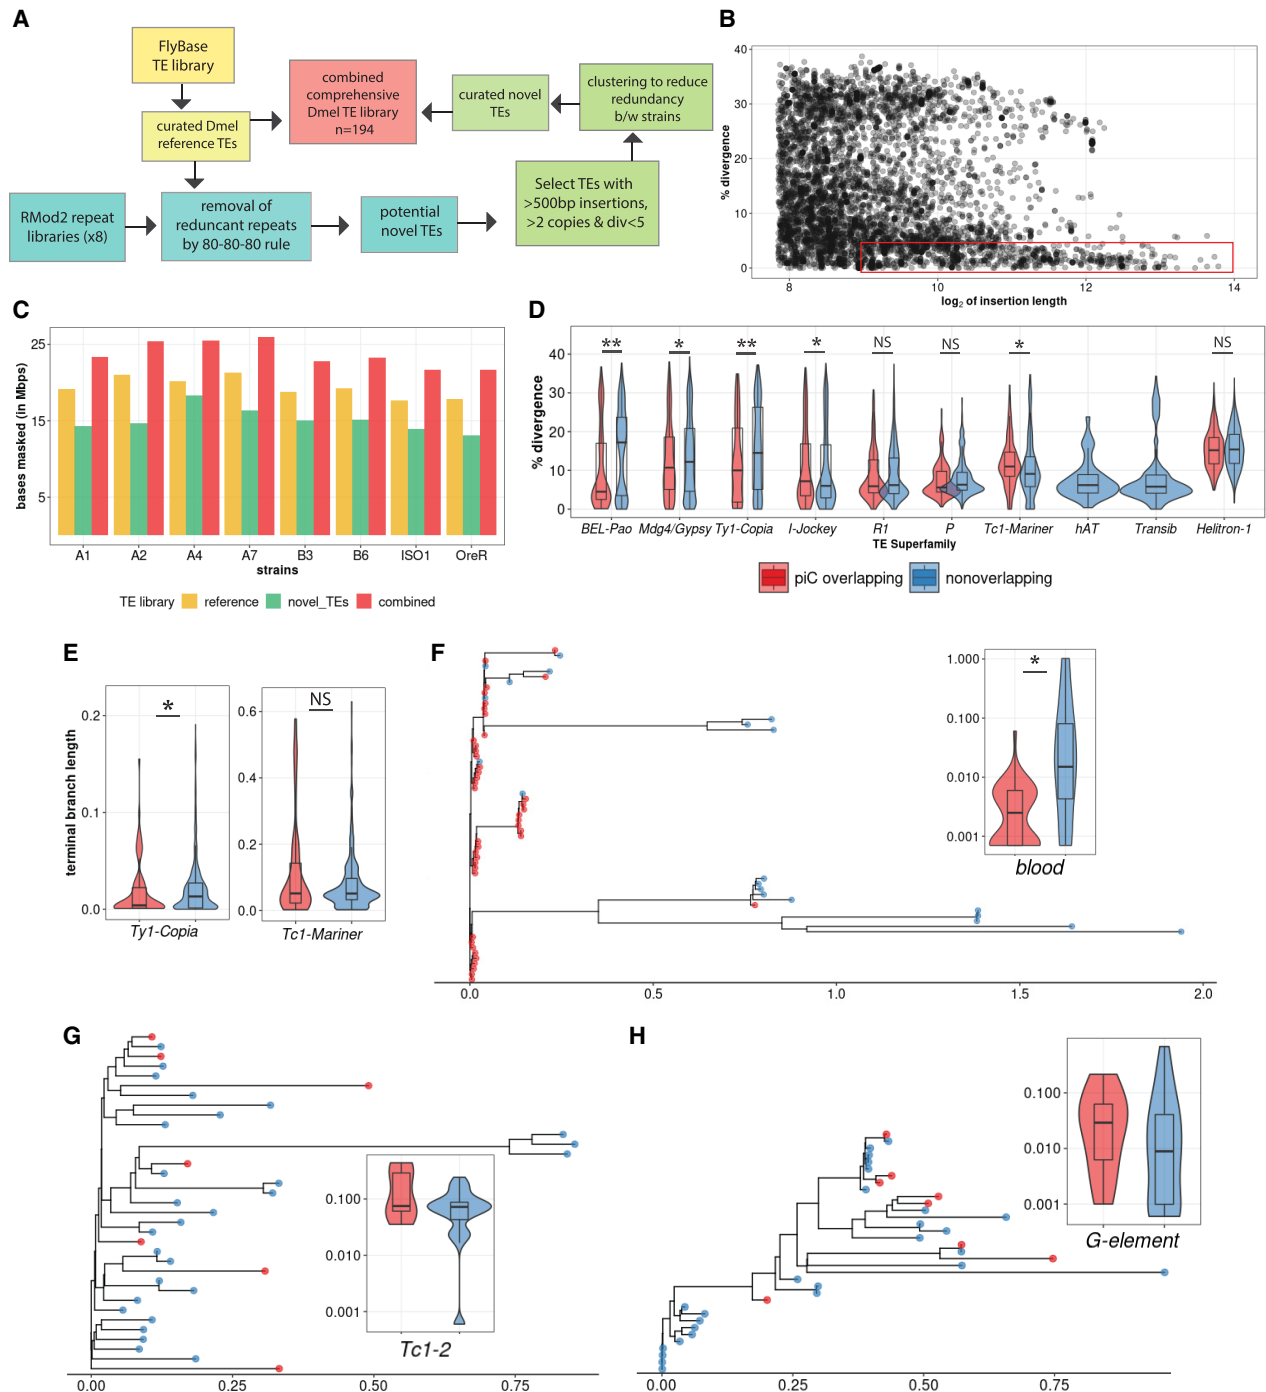 A
FlyBase
TE library
curated Dmel
reference TEs
combined
comprehensive
Dmel TE library
n=194
curated novel
TEs
clustering to reduce
redundancy
b/w strains
RMod2 repeat
libraries (x8)
removal of
reduncant repeats
by 80-80-80 rule
potential
novel TEs
Select TEs with
>500bp insertions,
>2 copies & div<5
B
% divergence
40
30
20
10
0
8
10
12
14
log2 of insertion length
C
bases masked (in Mbps)
25
15
5
A1
A2
A4
A7
B3
B6
ISO1
OreR
strains
TE library
reference
novel_TEs
combined
D
% divergence
40
30
20
10
0
**
*
**
*
NS
NS
*
NS
BEL-Pao
Mdg4/Gypsy
Ty1-Copia
I-Jockey
R1
P
Tc1-Mariner
hAT
Transib
Helitron-1
TE Superfamily
piC overlapping
nonoverlapping
E
terminal branch length
0.2
0.1
0.0
*
Ty1-Copia
0.6
0.4
0.2
0.0
NS
Tc1-Mariner
F
0.0
0.5
1.0
1.5
2.0
1.000
0.100
0.010
0.001
*
blood
G
0.00
0.25
0.50
0.75
0.100
0.010
0.001
Tc1-2
H
0.00
0.25
0.50
0.75
0.100
0.010
0.001
G-element